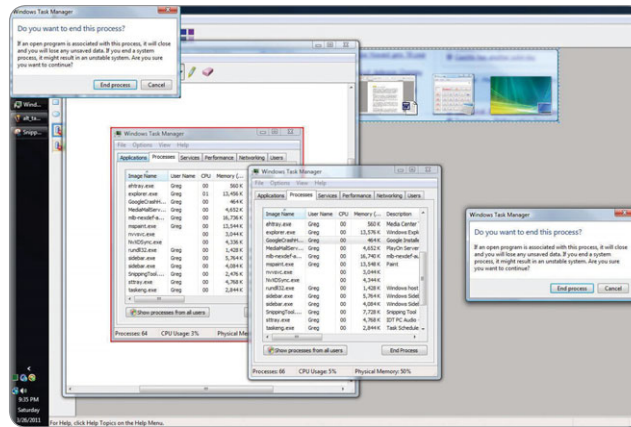 Windows Task Manager
Do you want to end this process?
If an open program is associated with this process, it will close
and you will lose any unsaved data. If you end a system
process, it might result in an unstable system. Are you sure
you want to continue?
End process Cancel
Wind...
Snipp...
Windows Task Manager
File Options View Help
Applications Processes Services Performance Networking Users
Image Name User Name CPU Memory (...
ehtray.exe Greg 00 560 K
explorer.exe Greg 01 13,456 K
GoogleCrashH... Greg 00 464 K
MediaMallServ... Greg 00 4,652 K
mlb-nexdef-a... Greg 00 16,736 K
mspaint.exe Greg 00 13,544 K
nvvsvc.exe 00 3,044 K
NvXDSync.exe 00 4,336 K
rundll32.exe Greg 00 1,428 K
sidebar.exe Greg 00 5,764 K
sidebar.exe Greg 00 4,084 K
SnippingTool.... Greg 00 2,476 K
sttray.exe Greg 00 4,768 K
taskeng.exe Greg 00 2,844 K
Show processes from all users
Processes: 64 CPU Usage: 2% Physical Mem
Windows Task Manager
File Options View Help
Applications Processes Services Performance Networking Users
Image Name User Name CPU Memory (... Description
ehtray.exe Greg 00 560 K Media Center
explorer.exe Greg 00 13,576 K Windows Explo
GoogleCrashH... Greg 00 464 K Google Installe
MediaMallServ... Greg 00 4,652 K PlayOn Server
mlb-nexdef-a... Greg 00 16,740 K mlb-nexdef-au
mspaint.exe Greg 00 13,548 K Paint
nvvsvc.exe 00 3,044 K
NvXDSync.exe 00 4,344 K
rundll32.exe Greg 00 1,428 K Windows host
sidebar.exe Greg 00 5,764 K Windows Sidel
sidebar.exe Greg 00 4,084 K Windows Sidel
SnippingTool.... Greg 00 7,728 K Snipping Tool
sttray.exe Greg 00 4,768 K IDT PC Audio
taskeng.exe Greg 00 2,844 K Task Schedule
Show processes from all users End Process
Processes: 66 CPU Usage: 5% Physical Memory: 50%
Windows Task Manager
Do you want to end this process?
If an open program is associated with this process, it will close
and you will lose any unsaved data. If you end a system
process, it might result in an unstable system. Are you sure
you want to continue?
End process Cancel
9:35 PM
Saturday
3/26/2011
For Help, click Help Topics on the Help Menu.